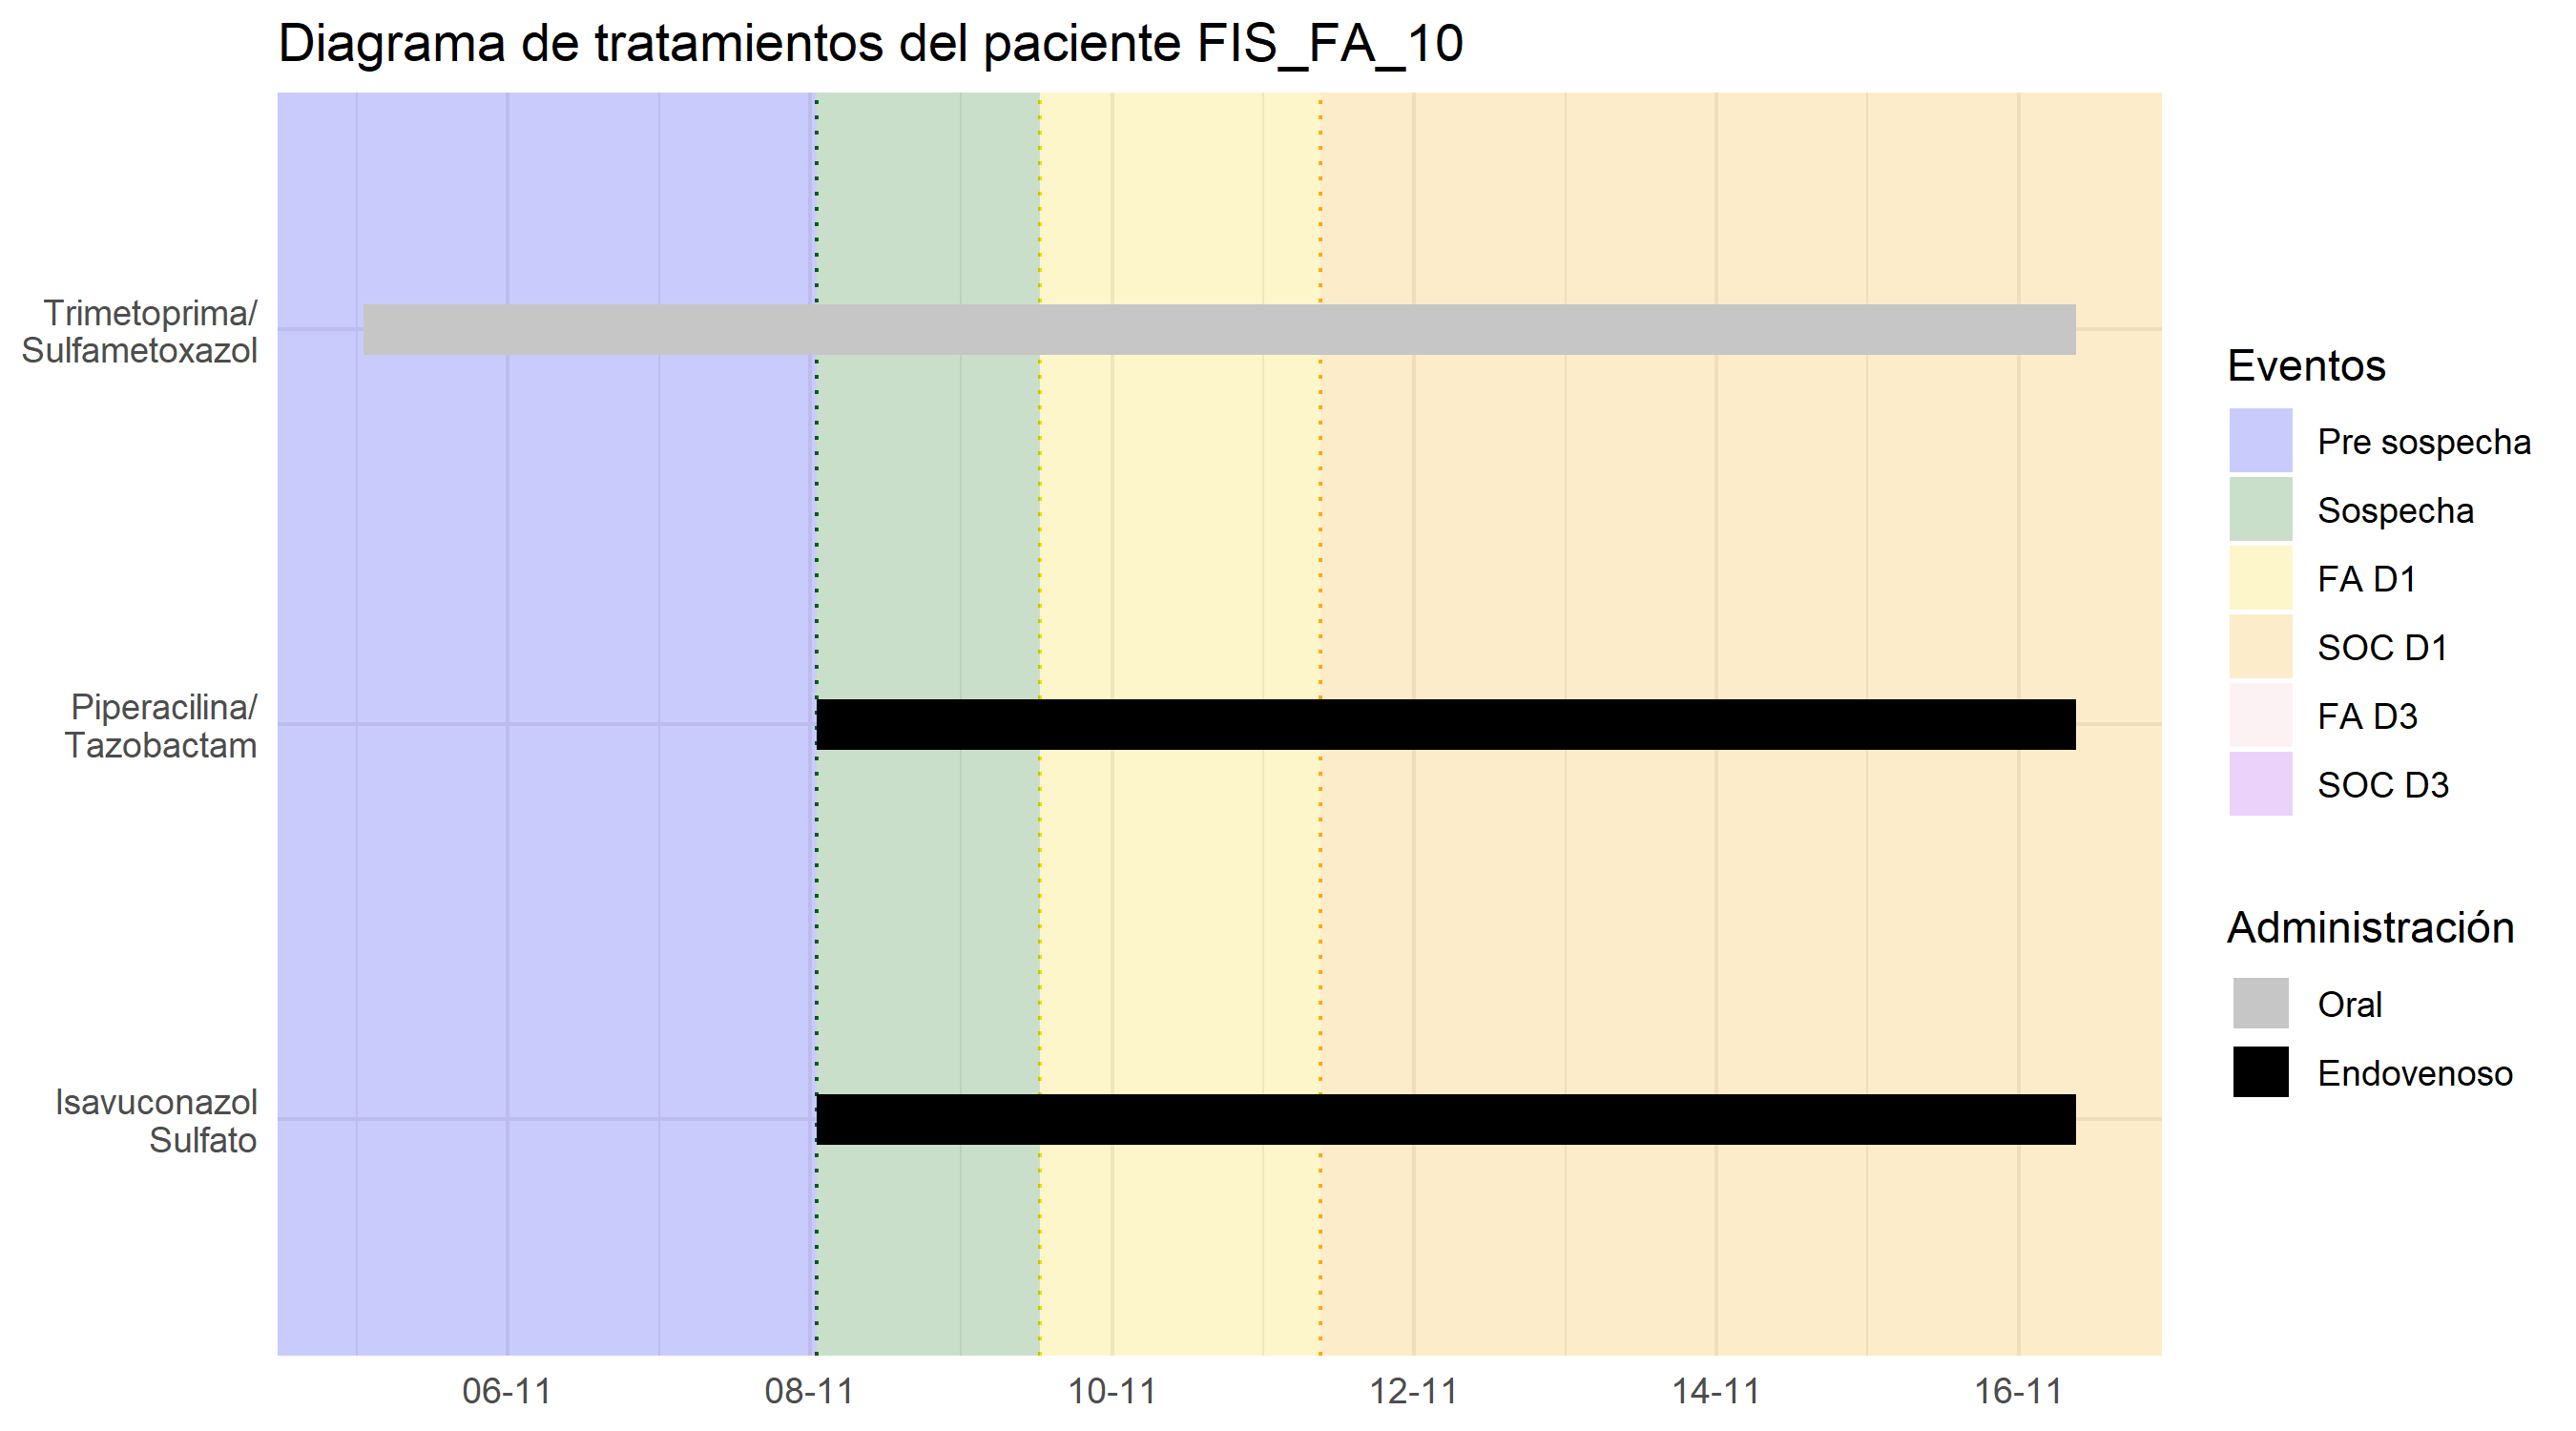 Diagrama de tratamientos del paciente FIS_FA_10
Trimetoprima/
Sulfametoxazol
Piperacilina/
Tazobactam
Isavuconazol
Sulfato
06-11
08-11
10-11
12-11
14-11
16-11
Eventos
Pre sospecha
Sospecha
FA D1
SOC D1
FA D3
SOC D3
Administración
Oral
Endovenoso